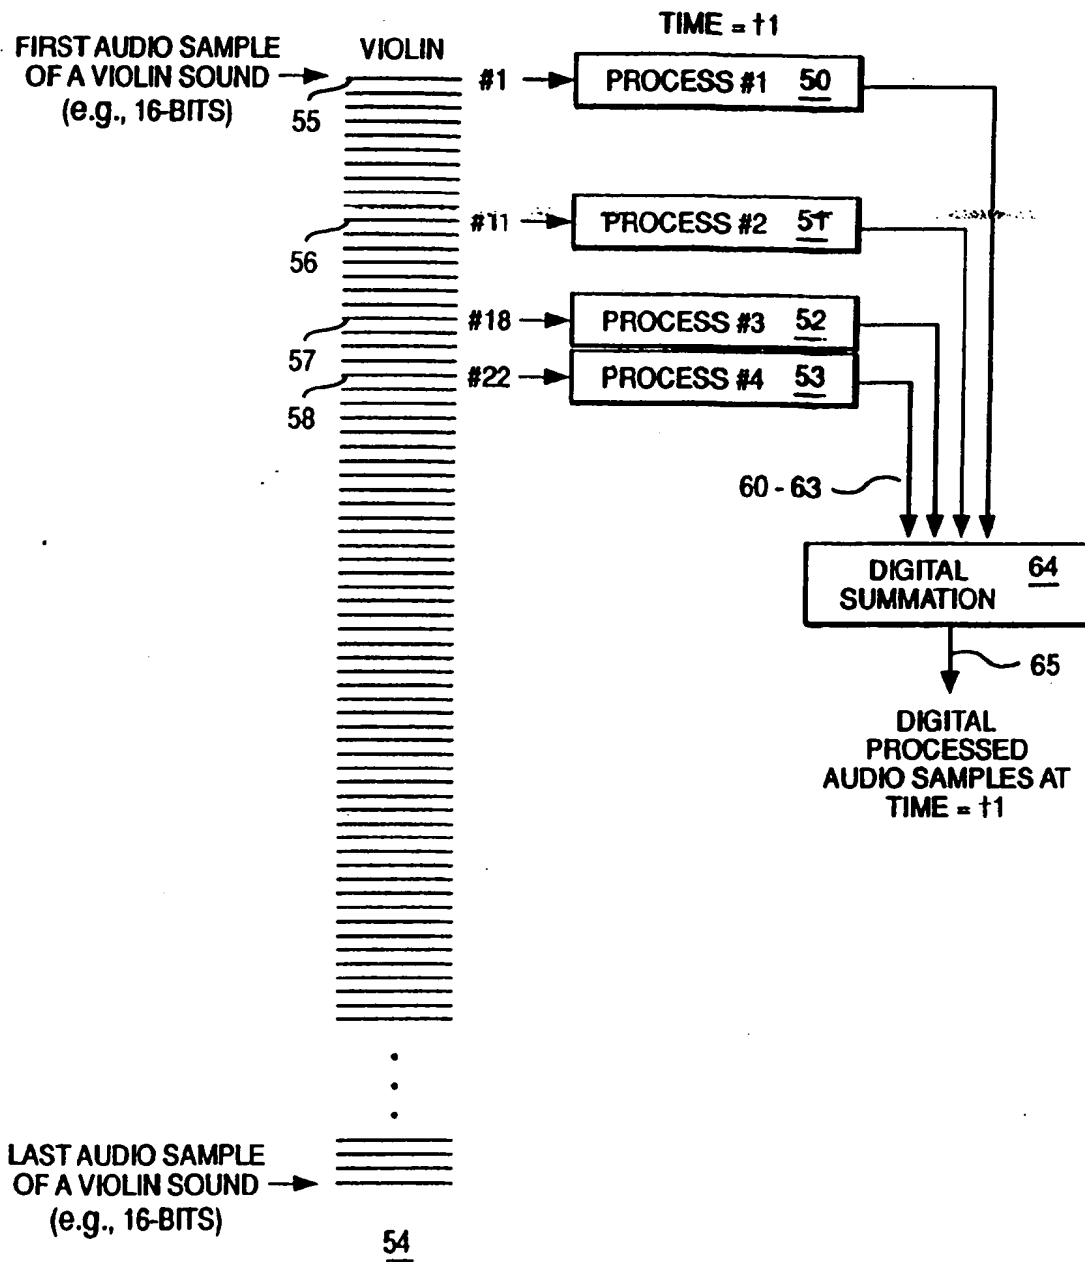 TIME = t1
FIRST AUDIO SAMPLE
OF A VIOLIN SOUND
(e.g., 16-BITS)
VIOLIN
55
#1
PROCESS #1 50
56
#11
PROCESS #2 51
57
#18
PROCESS #3 52
58
#22
PROCESS #4 53
60 - 63
DIGITAL
SUMMATION
64
65
DIGITAL
PROCESSED
AUDIO SAMPLES AT
TIME = t1
LAST AUDIO SAMPLE
OF A VIOLIN SOUND
(e.g., 16-BITS)
54